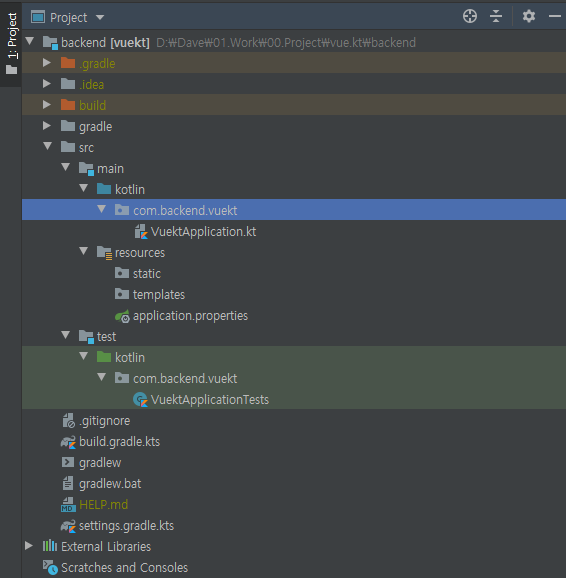 1: Project
Project
backend [vuekt] D:₩Dave₩01.Work₩00.Project₩vue.kt₩backend
.gradle
.idea
build
gradle
src
main
kotlin
com.backend.vuekt
VuektApplication.kt
resources
static
templates
application.properties
test
kotlin
com.backend.vuekt
VuektApplicationTests
.gitignore
build.gradle.kts
gradlew
gradlew.bat
HELP.md
settings.gradle.kts
External Libraries
Scratches and Consoles